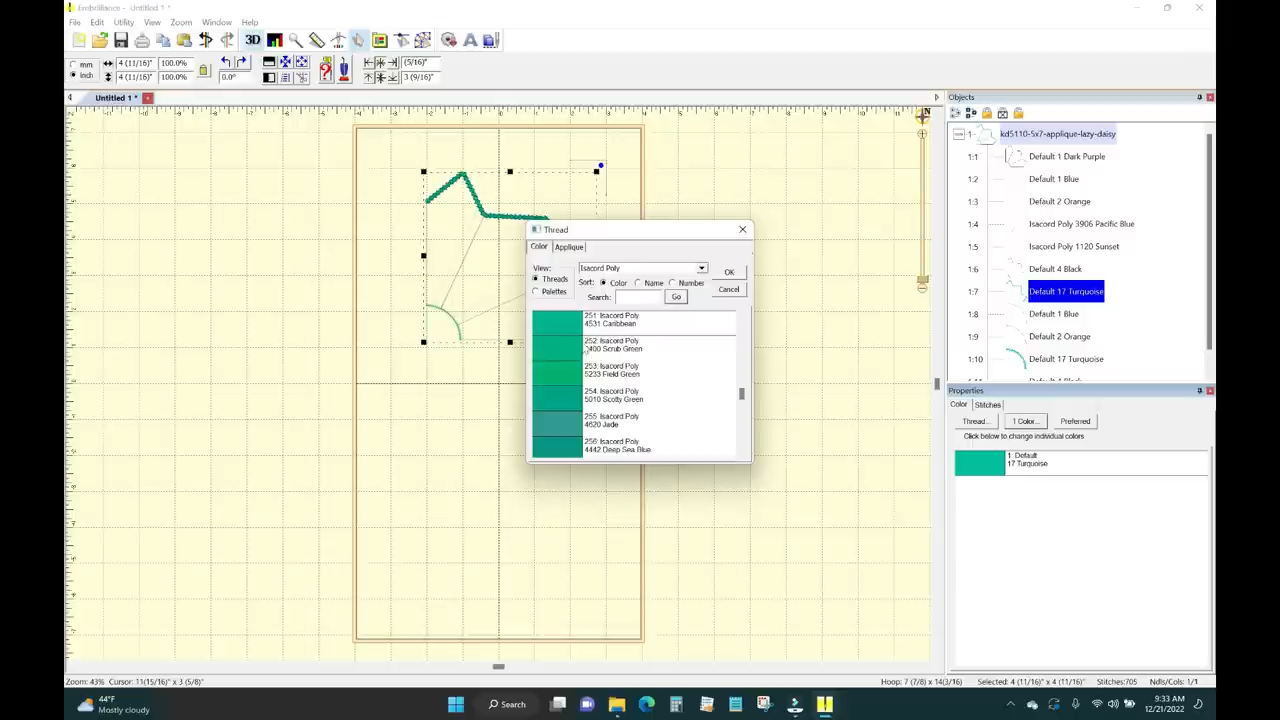 Embrilliance - Untitled 1 *
File Edit Utility View Zoom Window Help
3D
mm
inch
4 (11/16)" 100.0%
4 (11/16)" 100.0%
0.0°
(5/16)"
3 (9/16)"
Untitled 1 *
Thread
Color Applique
View:
Threads
Palettes
Isacord Poly
Sort: Color Name Number
Search: Go
OK
Cancel
251: Isacord Poly
4531 Caribbean
252: Isacord Poly
Scrub Green
253: Isacord Poly
5233 Field Green
254: Isacord Poly
5010 Scotty Green
255: Isacord Poly
4620 Jade
256: Isacord Poly
4442 Deep Sea Blue
Objects
1 kd5110-5x7-applique-lazy-daisy
1:1 Default 1 Dark Purple
1:2 Default 1 Blue
1:3 Default 2 Orange
1:4 Isacord Poly 3906 Pacific Blue
1:5 Isacord Poly 1120 Sunset
1:6 Default 4 Black
1:7 Default 17 Turquoise
1:8 Default 1 Blue
1:9 Default 2 Orange
1:10 Default 17 Turquoise
Properties
Color Stitches
Thread... 1 Color... Preferred
Click below to change individual colors
1: Default
17 Turquoise
Zoom: 43% Cursor: 11(15/16)" x 3 (5/8)"
Hoop: 7 (7/8) x 14(3/16) Selected: 4 (11/16)" x 4 (11/16)" Stitches:705 Ndls/Cols: 1/1
44°F
Mostly cloudy
Search
9:33 AM
12/21/2022